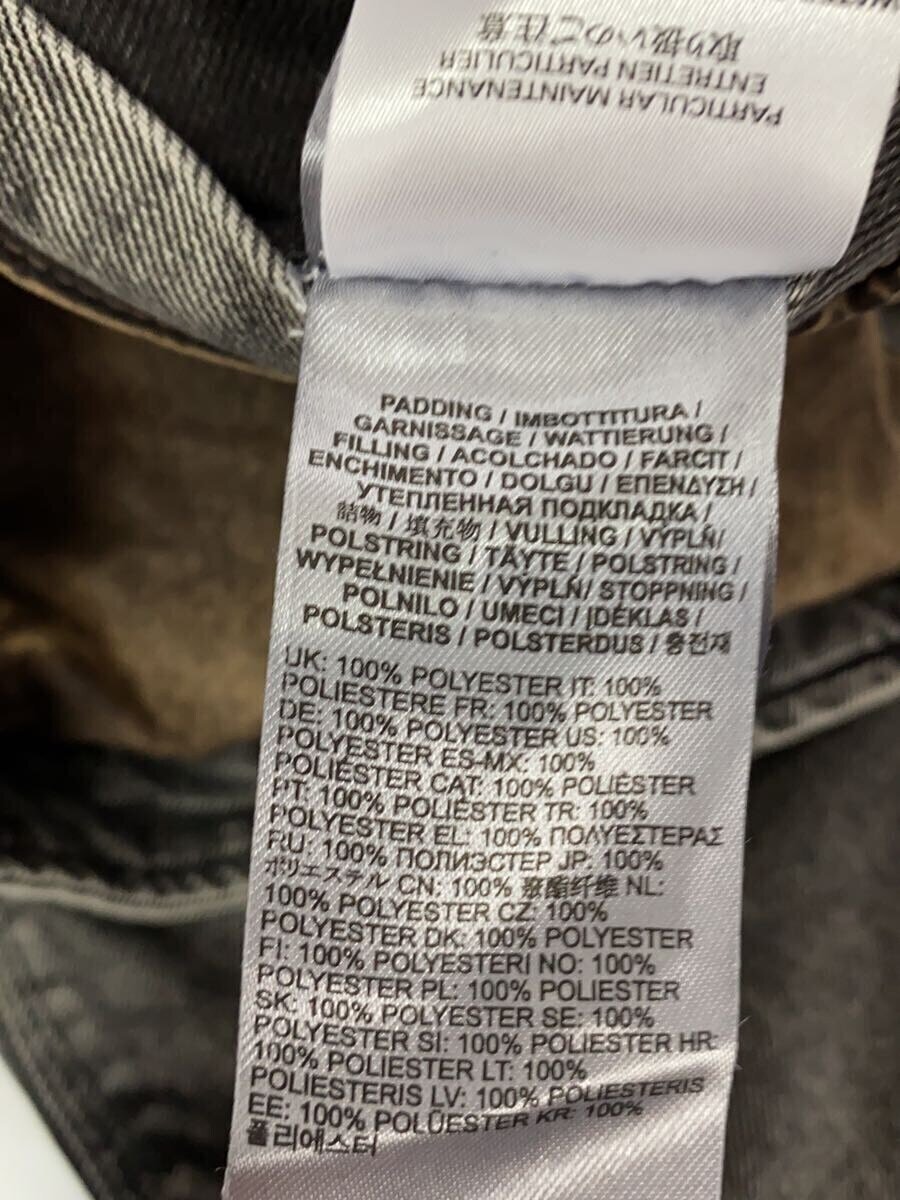 PARTICULAR MAINTENANCE
ENTRETIEN PARTICULIER
取り扱いのご注意
PADDING / IMBOTTITURA /
GARNISSAGE / WATTIERUNG /
FILLING / ACOLCHADO / FARCIT /
ENCHIMENTO / DOLGU / ΕΠΕΝΔΥΣΗ /
УТЕПЛЕННАЯ ПОДКЛАДКА /
詰物 / 填充物 / VULLING / VÝPLŇ/
POLSTRING / TÄYTE / POLSTRING /
WYPEŁNIENIE / VÝPLŇ/ STOPPNING /
POLNILO / UMECI / ĮDĖKLAS /
POLSTERIS / POLSTERDUS / 충전재
UK: 100% POLYESTER IT: 100%
POLIESTERE FR: 100% POLYESTER
DE: 100% POLYESTER US: 100%
POLYESTER ES-MX: 100%
POLIÉSTER CAT: 100% POLIÈSTER
PT: 100% POLIÉSTER TR: 100%
POLYESTER EL: 100% ΠΟΛΥΕΣΤΕΡΑΣ
RU: 100% ПОЛИЭСТЕР JP: 100%
ポリエステル CN: 100% 聚酯纤维 NL:
100% POLYESTER CZ: 100%
POLYESTER DK: 100% POLYESTER
FI: 100% POLYESTERI NO: 100%
POLYESTER PL: 100% POLIESTER
SK: 100% POLYESTER SE: 100%
POLYESTER SI: 100% POLIESTER HR:
100% POLIESTER LT: 100%
POLIESTERIS LV: 100% POLIESTERIS
EE: 100% POLÜESTER KR: 100%
폴리에스터